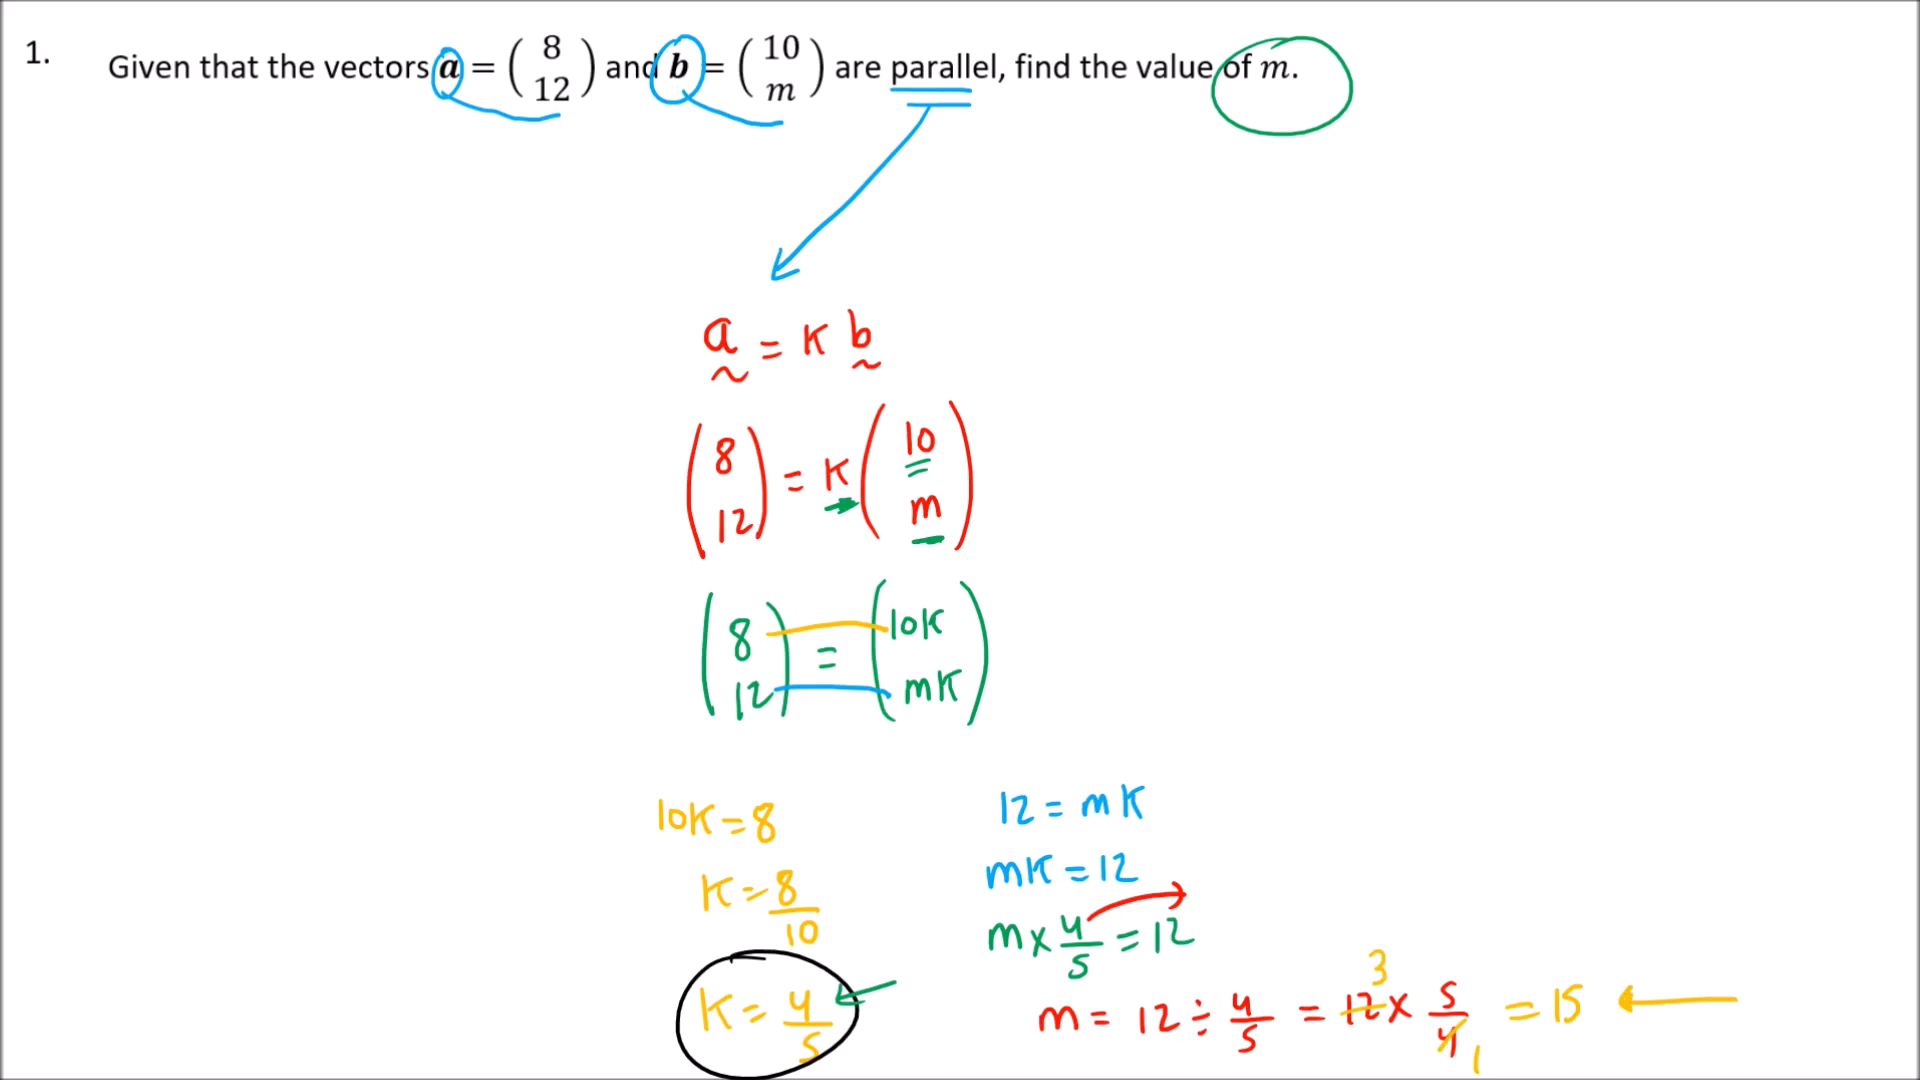 1. Given that the vectors a = ( 8 12 ) and b = ( 10 m ) are parallel, find the value of m.
a = K b
( 8 12 ) = K ( 10 m )
( 8 12 ) = ( 10K mK )
10K = 8
K = 8/10
K = 4/5
12 = mK
mK = 12
m x 4/5 = 12
m = 12 ÷ 4/5 = 12 x 5/4 = 15
3
1